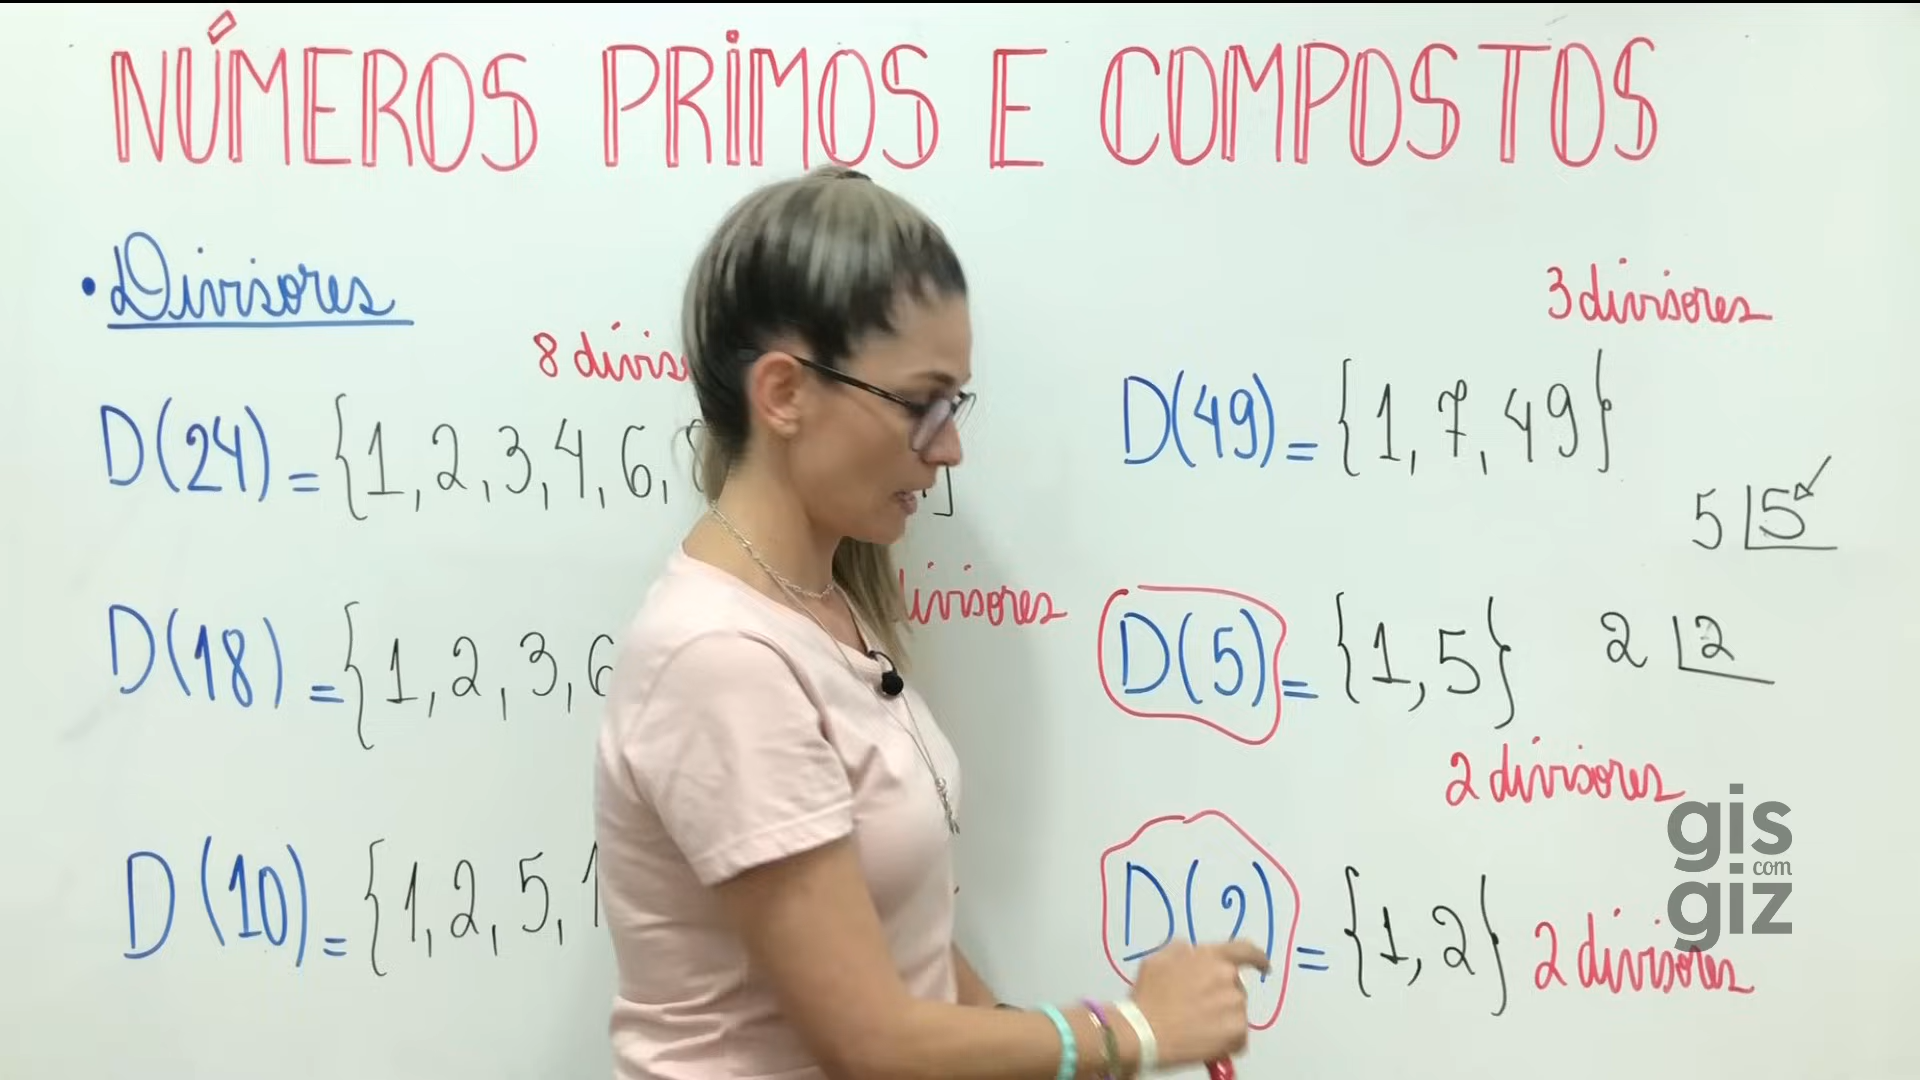 NÚMEROS PRIMOS E COMPOSTOS
• Divisores
8 divis
D(24) = {1, 2, 3, 4, 6,
D(18) = {1, 2, 3, 6
divisores
D(10) = {1, 2, 5, 1
3 divisores
D(49) = {1, 7, 49}
5 5
D(5) = {1, 5}
2 2
2 divisores
D(2) = {1, 2}
2 divisores
gis
com
giz